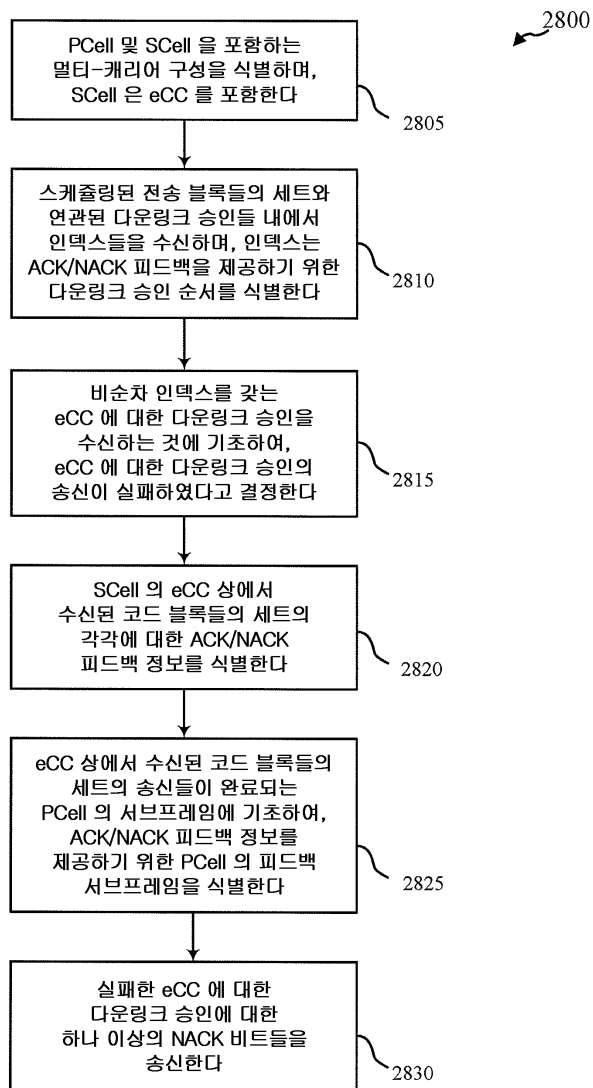 2800
PCell 및 SCell 을 포함하는
멀티-캐리어 구성을 식별하며,
SCell 은 eCC 를 포함한다
2805
스케쥴링된 전송 블록들의 세트와
연관된 다운링크 승인들 내에서
인덱스들을 수신하며, 인덱스는
ACK/NACK 피드백을 제공하기 위한
다운링크 승인 순서를 식별한다
2810
비순차 인덱스를 갖는
eCC 에 대한 다운링크 승인을
수신하는 것에 기초하여,
eCC 에 대한 다운링크 승인의
송신이 실패하였다고 결정한다
2815
SCell 의 eCC 상에서
수신된 코드 블록들의 세트의
각각에 대한 ACK/NACK
피드백 정보를 식별한다
2820
eCC 상에서 수신된 코드 블록들의
세트의 송신들이 완료되는
PCell 의 서브프레임에 기초하여,
ACK/NACK 피드백 정보를
제공하기 위한 PCell 의 피드백
서브프레임을 식별한다
2825
실패한 eCC 에 대한
다운링크 승인에 대한
하나 이상의 NACK 비트들을
송신한다
2830